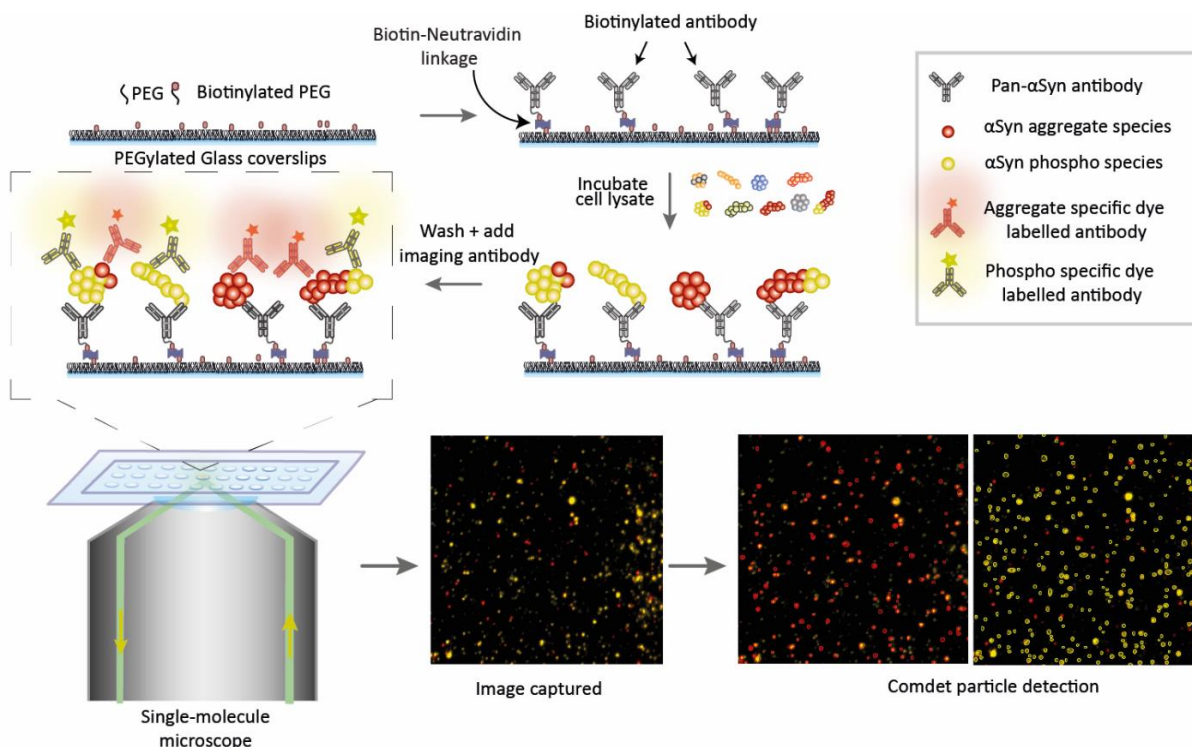 PEG
Biotinylated PEG
PEGylated Glass coverslips
Biotin-Neutravidin
linkage
Biotinylated antibody
Incubate
cell lysate
Wash + add
imaging antibody
Pan-αSyn antibody
αSyn aggregate species
αSyn phospho species
Aggregate specific dye
labelled antibody
Phospho specific dye
labelled antibody
Single-molecule
microscope
Image captured
Comdet particle detection